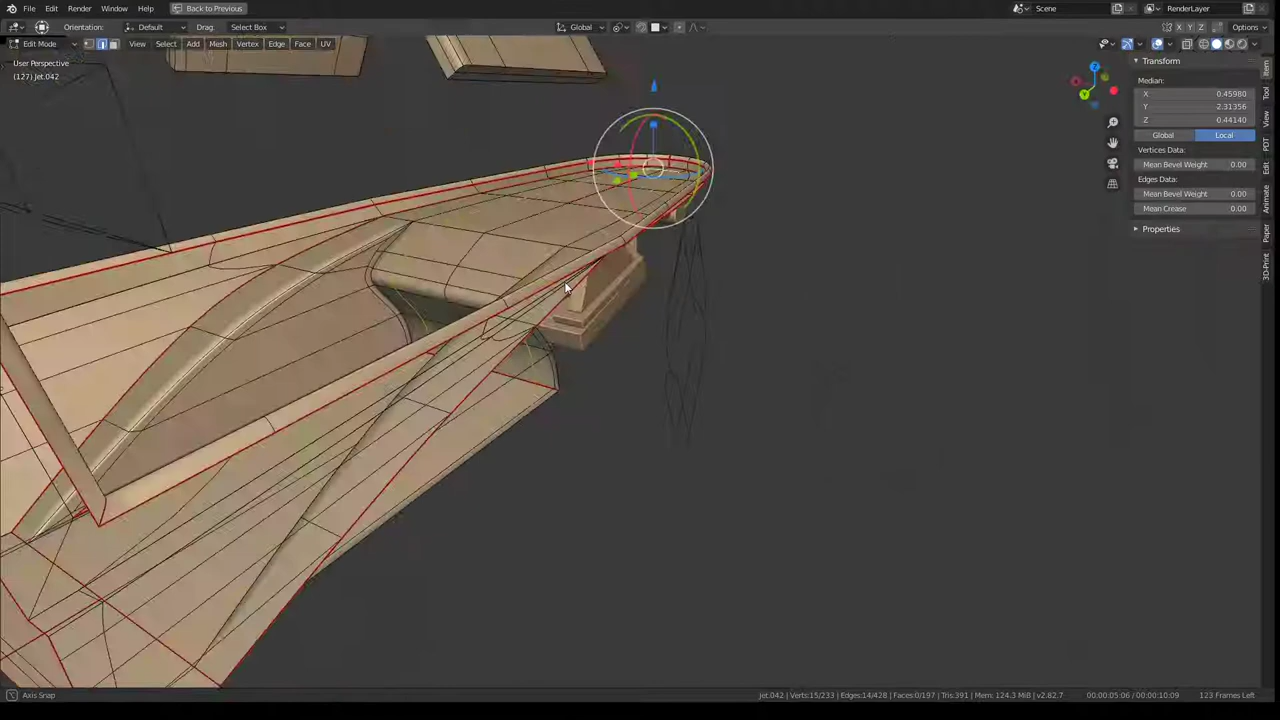 File Edit Render Window Help Back to Previous Scene RenderLayer
Orientation: Default Drag: Select Box Global X Y Z Options
Edit Mode View Select Add Mesh Vertex Edge Face UV
User Perspective
(127) Jet.042
Transform
Median:
X 0.45980
Y 2.31356
Z 0.44140
Global Local
Vertices Data:
Mean Bevel Weight 0.00
Edges Data:
Mean Bevel Weight 0.00
Mean Crease 0.00
Properties
Item
Tool
View
PDT
Edit
Animate
Paper
3D-Print
Z
Y
Axis Snap
Jet.042 | Verts:15/233 | Edges:14/428 | Faces:0/197 | Tris:391 | Mem: 124.3 MiB | v2.82.7 00:00:05:06 / 00:00:10:09 123 Frames Left